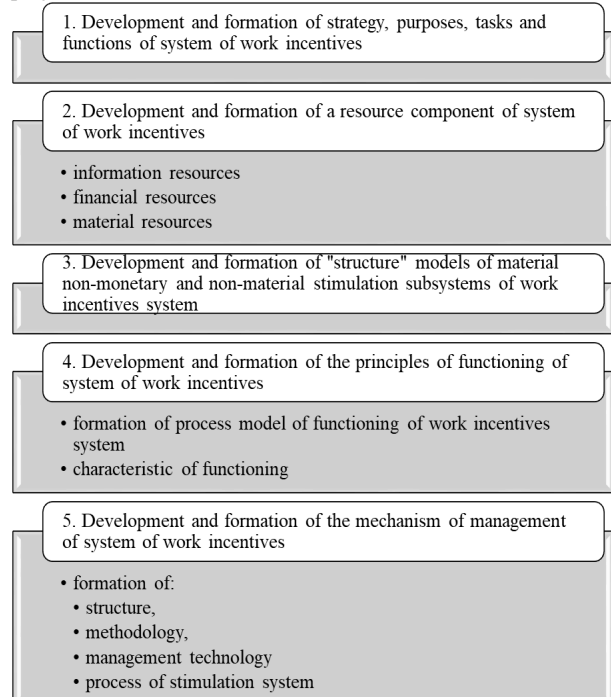 1. Development and formation of strategy, purposes, tasks and
functions of system of work incentives
2. Development and formation of a resource component of system
of work incentives
• information resources
• financial resources
• material resources
3. Development and formation of "structure" models of material
non-monetary and non-material stimulation subsystems of work
incentives system
4. Development and formation of the principles of functioning of
system of work incentives
• formation of process model of functioning of work incentives
system
• characteristic of functioning
5. Development and formation of the mechanism of management
of system of work incentives
• formation of:
• structure,
• methodology,
• management technology
• process of stimulation system